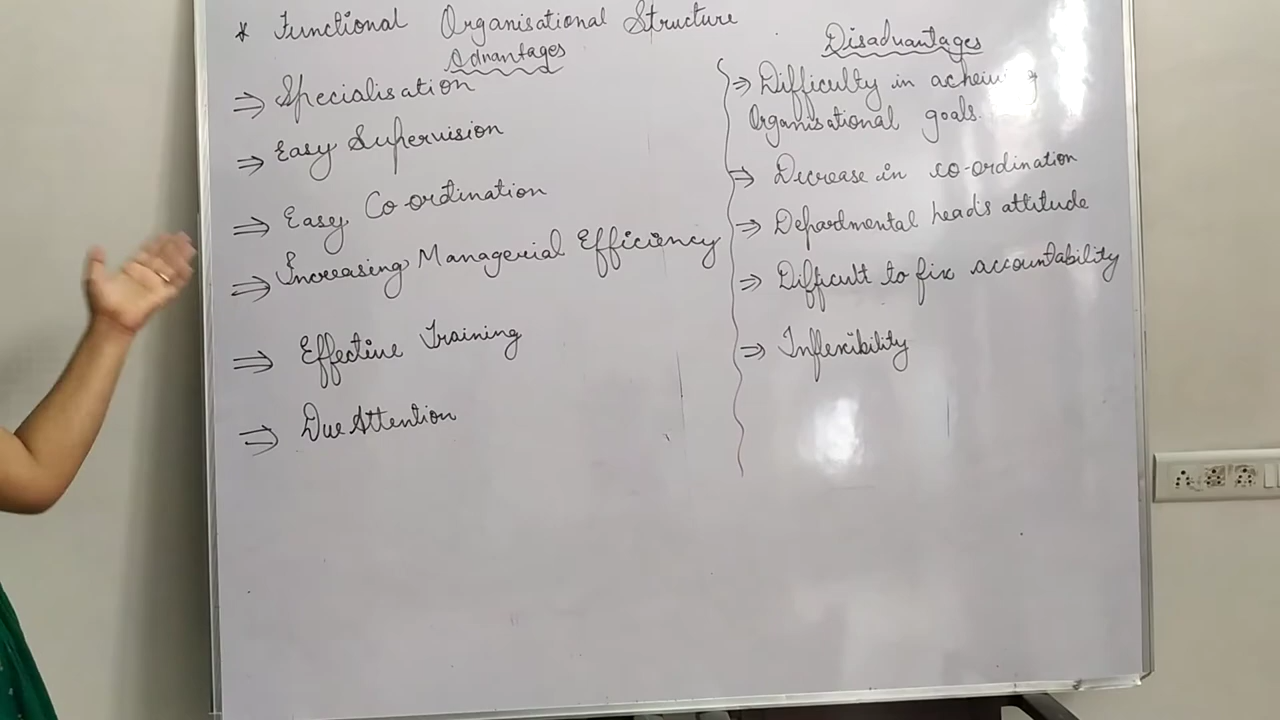 * Functional Organisational Structure
Advantages
⇒ Specialisation
⇒ Easy Supervision
⇒ Easy Co-ordination
⇒ Increasing Managerial Efficiency
⇒ Effective Training
⇒ Due Attention
Disadvantages
⇒ Difficulty in
Organisational goals.
⇒ Decrease in co-ordination
⇒ Departmental heads attitude
⇒ Difficult to fix accountability
⇒ Inflexibility